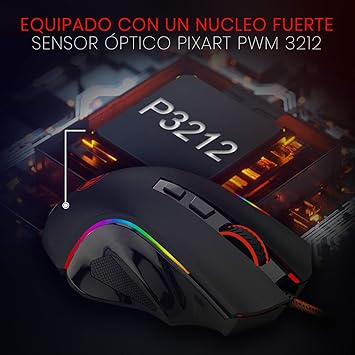 EQUIPADO CON UN NUCLEO FUERTE
SENSOR ÓPTICO PIXART PWM 3212
P3212